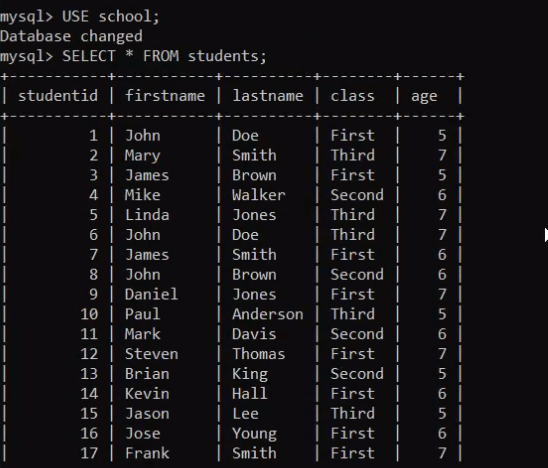 mysql> USE school;
Database changed
mysql> SELECT * FROM students;
+-----------+-----------+----------+--------+------+
| studentid | firstname | lastname | class  | age  |
+-----------+-----------+----------+--------+------+
|         1 | John      | Doe      | First  |    5 |
|         2 | Mary      | Smith    | Third  |    7 |
|         3 | James     | Brown    | First  |    5 |
|         4 | Mike      | Walker   | Second |    6 |
|         5 | Linda     | Jones    | Third  |    7 |
|         6 | John      | Doe      | Third  |    7 |
|         7 | James     | Smith    | First  |    6 |
|         8 | John      | Brown    | Second |    6 |
|         9 | Daniel    | Jones    | First  |    7 |
|        10 | Paul      | Anderson | Third  |    5 |
|        11 | Mark      | Davis    | Second |    6 |
|        12 | Steven    | Thomas   | First  |    7 |
|        13 | Brian     | King     | Second |    5 |
|        14 | Kevin     | Hall     | First  |    6 |
|        15 | Jason     | Lee      | Third  |    5 |
|        16 | Jose      | Young    | First  |    6 |
|        17 | Frank     | Smith    | First  |    7 |